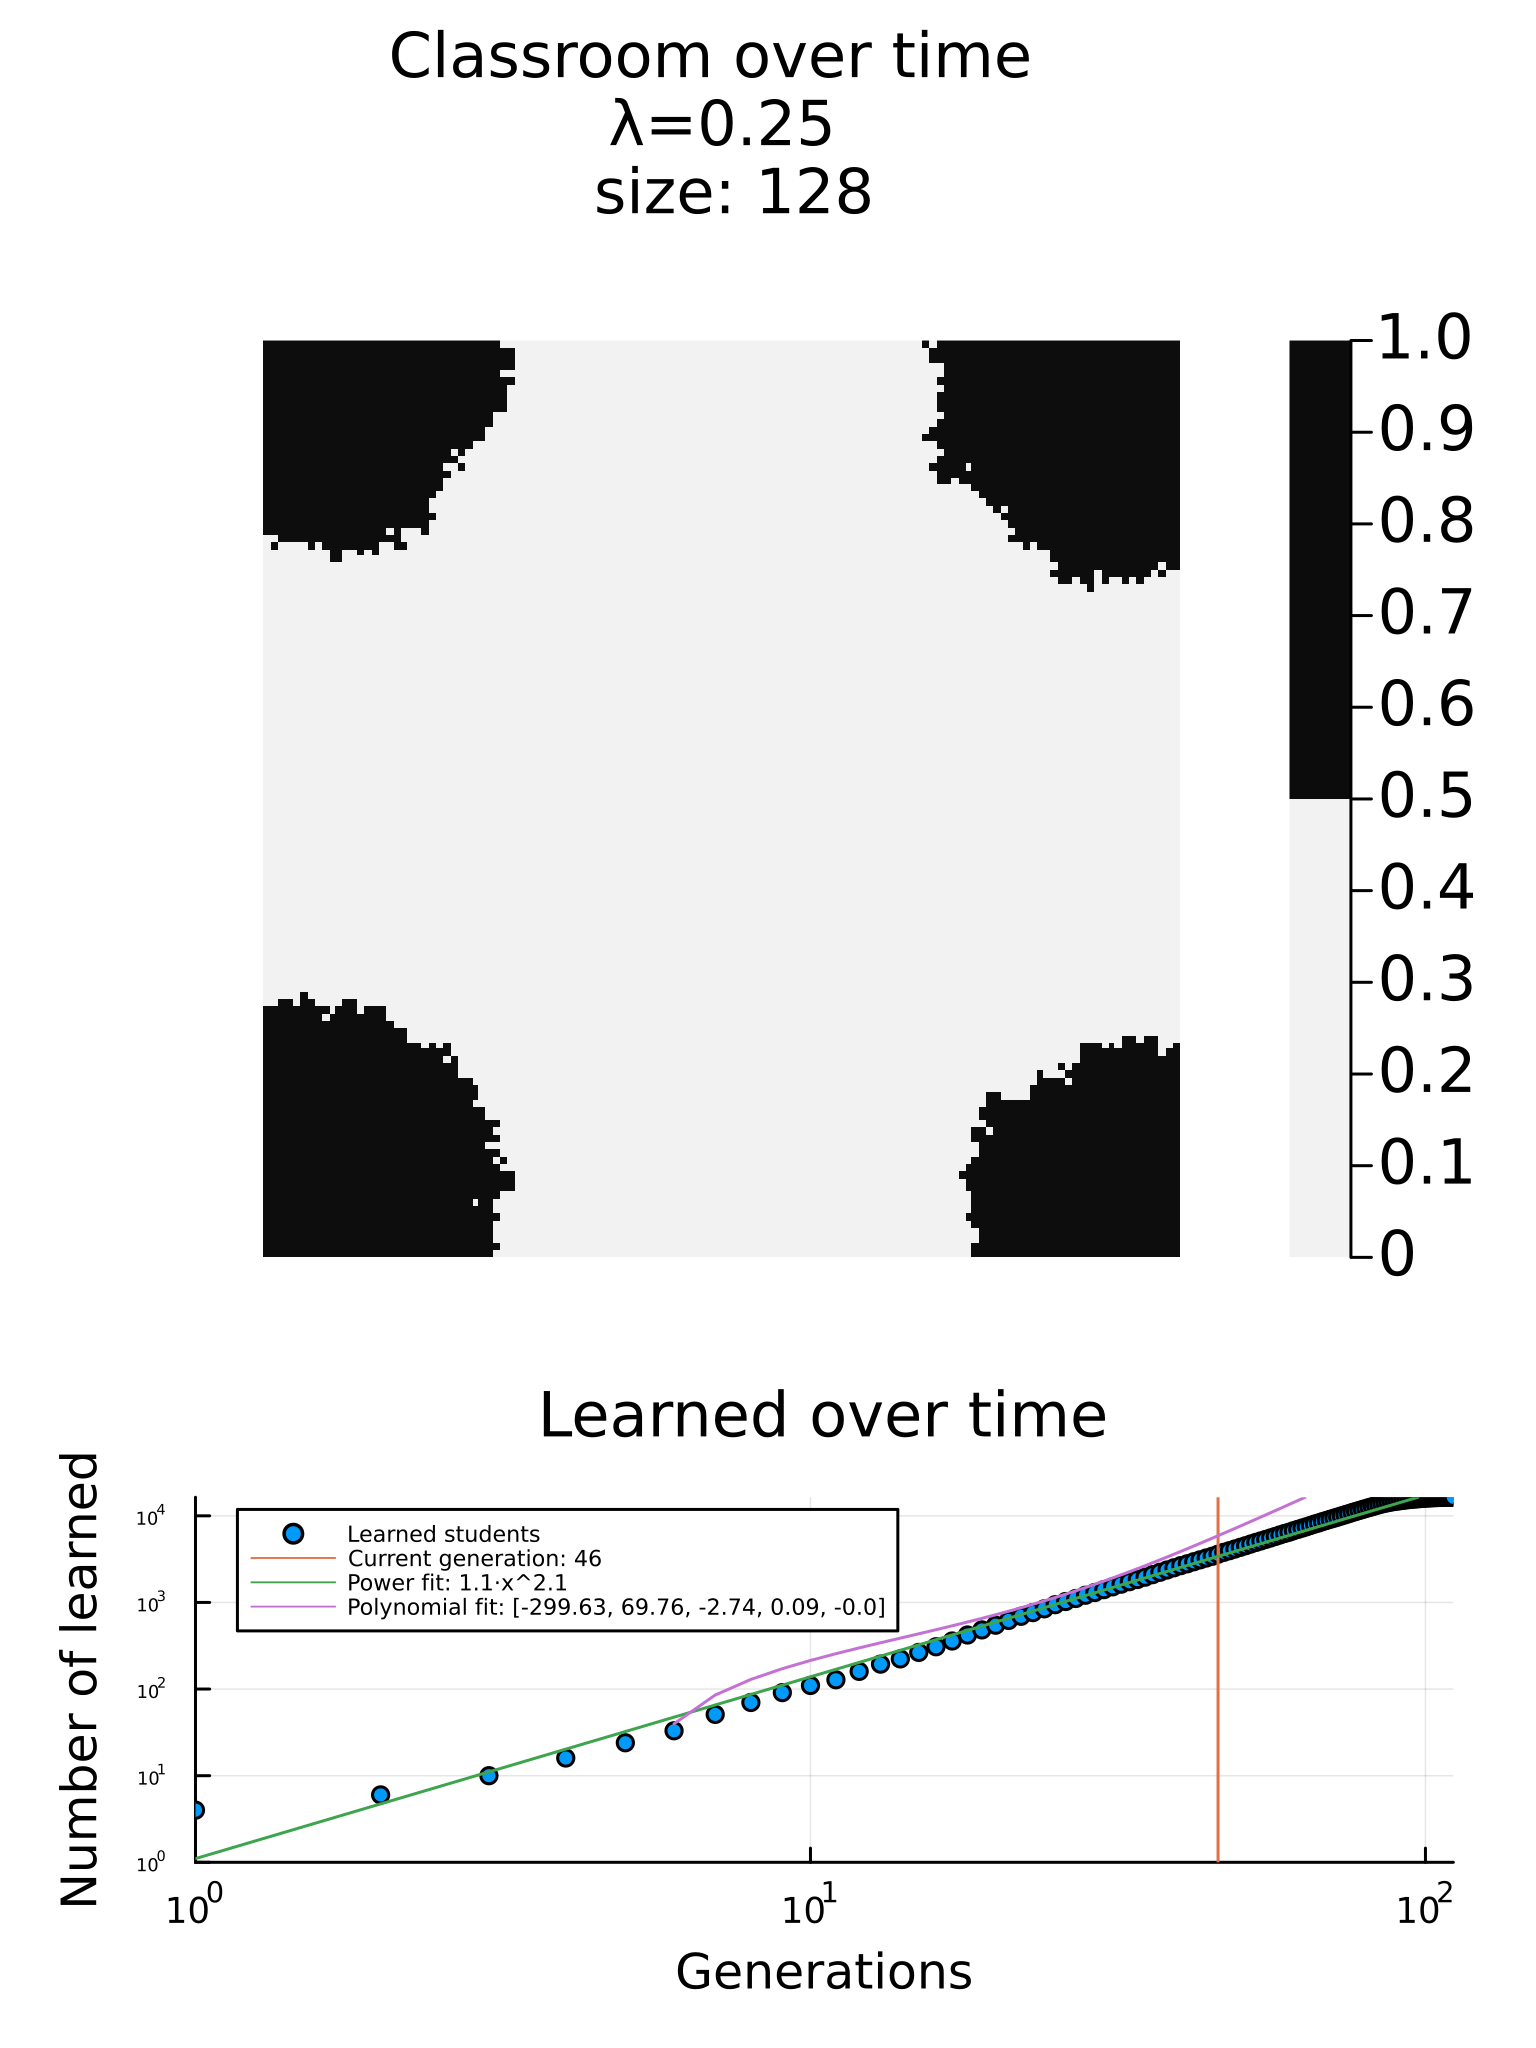 Classroom over time
λ=0.25
size: 128
1.0
0.9
0.8
0.7
0.6
0.5
0.4
0.3
0.2
0.1
0
Learned over time
Number of learned
10^4
10^3
10^2
10^1
10^0
Learned students
Current generation: 46
Power fit: 1.1·x^2.1
Polynomial fit: [-299.63, 69.76, -2.74, 0.09, -0.0]
10^0 10^1 10^2
Generations